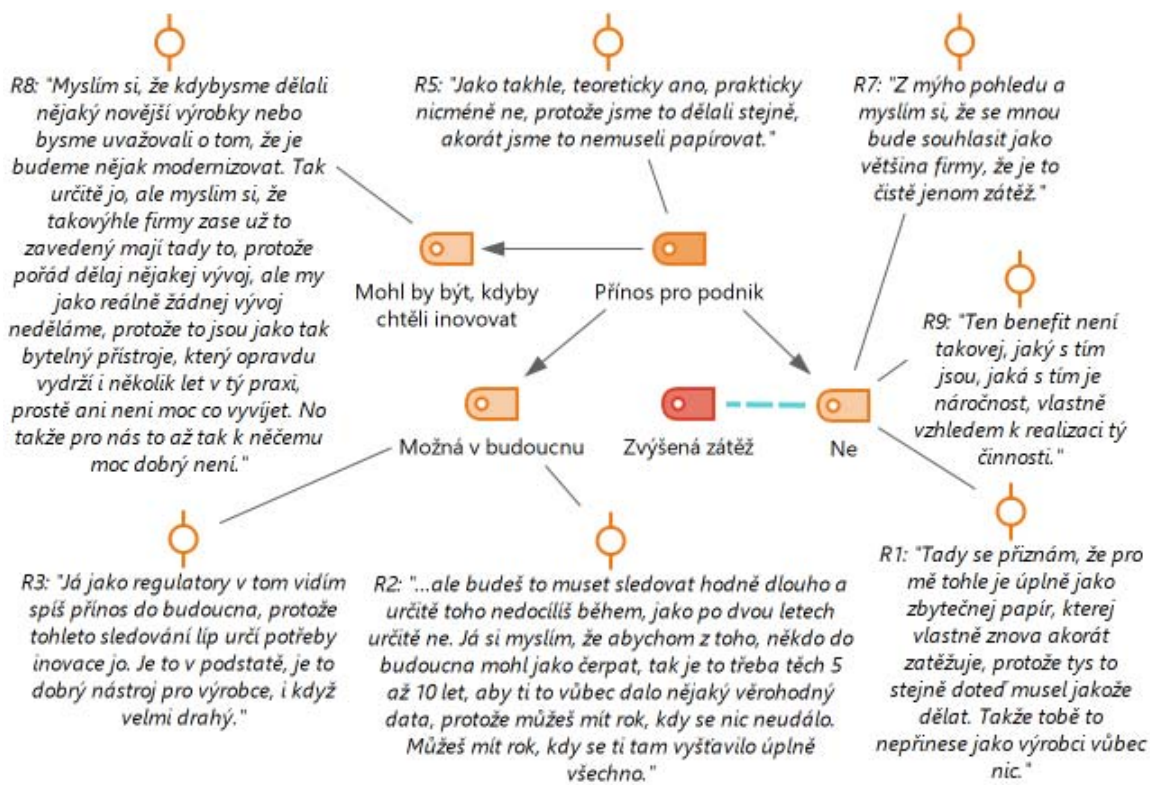 R8: "Myslím si, že kdybysme dělali
nějaký novější výrobky nebo
bysme uvažovali o tom, že je
budeme nějak modernizovat. Tak
určitě jo, ale myslim si, že
takovýhle firmy zase už to
zavedený mají tady to, protože
pořád dělaj nějakej vývoj, ale my
jako reálně žádnej vývoj
neděláme, protože to jsou jako tak
bytelný přístroje, který opravdu
vydrží i několik let v tý praxi,
prostě ani neni moc co vyvíjet. No
takže pro nás to až tak k něčemu
moc dobrý není."
R5: "Jako takhle, teoreticky ano, prakticky
nicméně ne, protože jsme to dělali stejně,
akorát jsme to nemuseli papírovat."
R7: "Z mýho pohledu a
myslím si, že se mnou
bude souhlasit jako
většina firmy, že je to
čistě jenom zátěž."
Mohl by být, kdyby
chtěli inovovat
Přínos pro podnik
R9: "Ten benefit není
takovej, jaký s tím
jsou, jaká s tím je
náročnost, vlastně
vzhledem k realizaci tý
činnosti."
Možná v budoucnu
Zvýšená zátěž
Ne
R3: "Já jako regulatory v tom vidím
spíš přínos do budoucna, protože
tohleto sledování líp určí potřeby
inovace jo. Je to v podstatě, je to
dobrý nástroj pro výrobce, i když
velmi drahý."
R2: "...ale budeš to muset sledovat hodně dlouho a
určitě toho nedocílíš během, jako po dvou letech
určitě ne. Já si myslím, že abychom z toho, někdo do
budoucna mohl jako čerpat, tak je to třeba těch 5
až 10 let, aby ti to vůbec dalo nějaký věrohodný
data, protože můžeš mít rok, kdy se nic neudálo.
Můžeš mít rok, kdy se ti tam vyšťavilo úplně
všechno."
R1: "Tady se přiznám, že pro
mě tohle je úplně jako
zbytečnej papír, kterej
vlastně znova akorát
zatěžuje, protože tys to
stejně doteď musel jakože
dělat. Takže tobě to
nepřinese jako výrobci vůbec
nic."